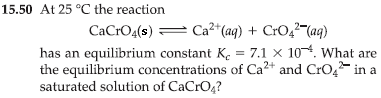 15.50 At 25 °C the reaction
CaCrO₄(s) ⇌ Ca²⁺(aq) + CrO₄²⁻(aq)
has an equilibrium constant Kc = 7.1 × 10⁻⁴. What are
the equilibrium concentrations of Ca²⁺ and CrO₄²⁻ in a
saturated solution of CaCrO₄?